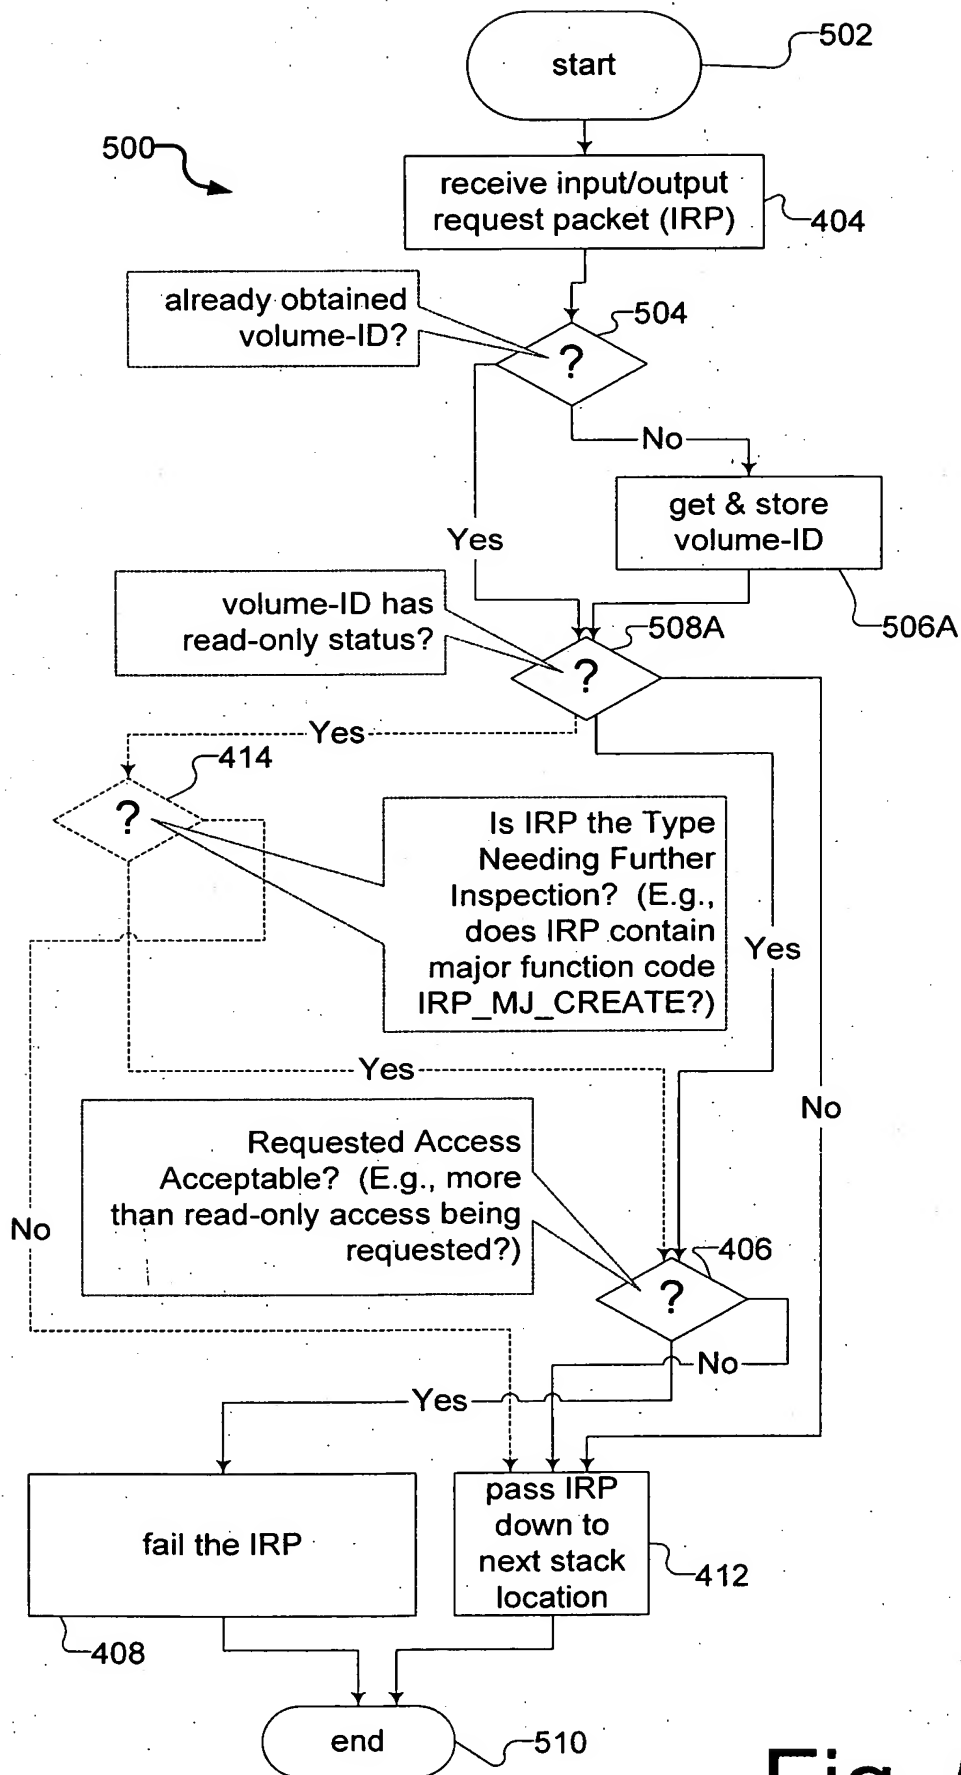 start
502
500
receive input/output
request packet (IRP)
404
already obtained
volume-ID?
504
?
No
get & store
volume-ID
Yes
506A
volume-ID has
read-only status?
508A
?
Yes
414
?
Is IRP the Type
Needing Further
Inspection? (E.g.,
does IRP contain
major function code
IRP_MJ_CREATE?)
Yes
Yes
No
Requested Access
Acceptable? (E.g., more
than read-only access being
requested?)
No
406
?
No
Yes
fail the IRP
pass IRP
down to
next stack
location
412
408
end
510